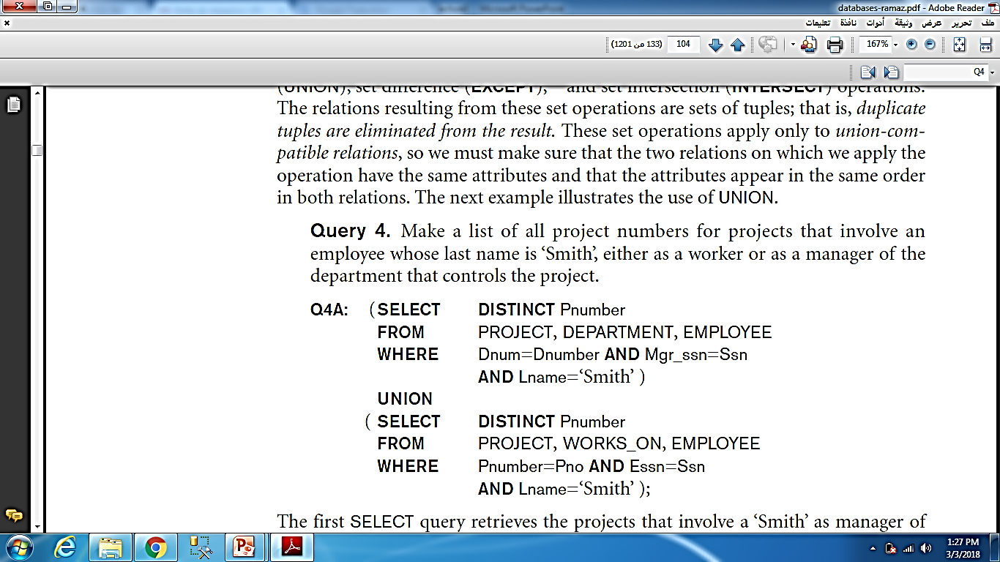 databases-ramaz.pdf - Adobe Reader
ملف تحرير عرض وثيقة أدوات نافذة تعليمات
(133 من 1201) 104 167%
Q4
(UNION), set difference (EXCEPT), and set intersection (INTERSECT) operations.
The relations resulting from these set operations are sets of tuples; that is, duplicate
tuples are eliminated from the result. These set operations apply only to union-com-
patible relations, so we must make sure that the two relations on which we apply the
operation have the same attributes and that the attributes appear in the same order
in both relations. The next example illustrates the use of UNION.
Query 4. Make a list of all project numbers for projects that involve an
employee whose last name is ‘Smith’, either as a worker or as a manager of the
department that controls the project.
Q4A: ( SELECT DISTINCT Pnumber
FROM PROJECT, DEPARTMENT, EMPLOYEE
WHERE Dnum=Dnumber AND Mgr_ssn=Ssn
AND Lname=‘Smith’ )
UNION
( SELECT DISTINCT Pnumber
FROM PROJECT, WORKS_ON, EMPLOYEE
WHERE Pnumber=Pno AND Essn=Ssn
AND Lname=‘Smith’ );
The first SELECT query retrieves the projects that involve a ‘Smith’ as manager of
1:27 PM
3/3/2018